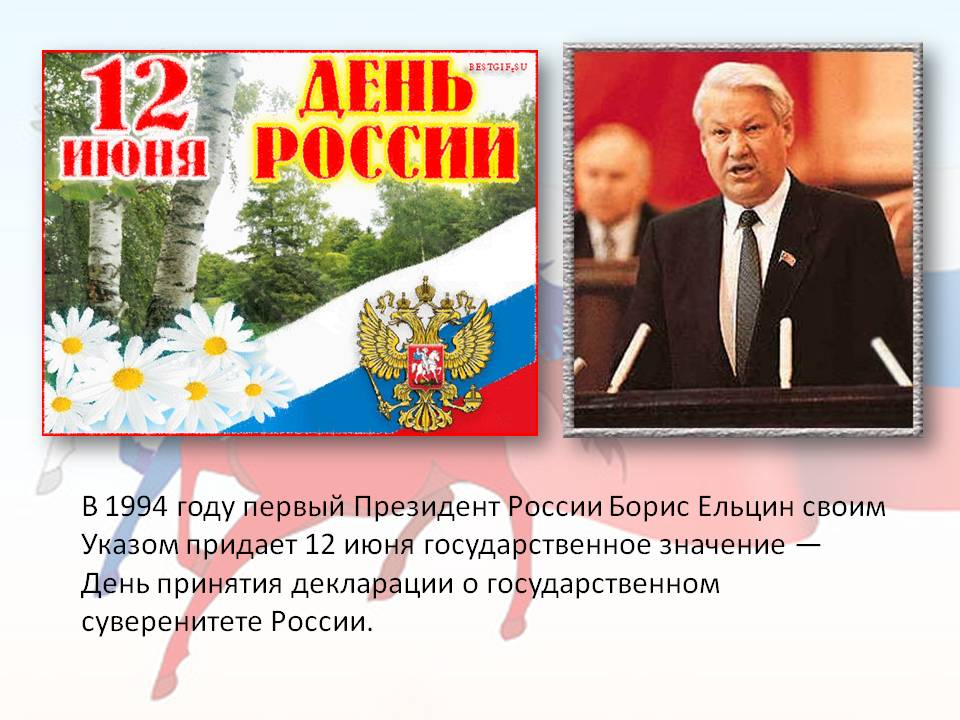 12
ИЮНЯ
ДЕНЬ
РОССИИ
BESTGIF.SU
В 1994 году первый Президент России Борис Ельцин своим
Указом придает 12 июня государственное значение —
День принятия декларации о государственном
суверенитете России.